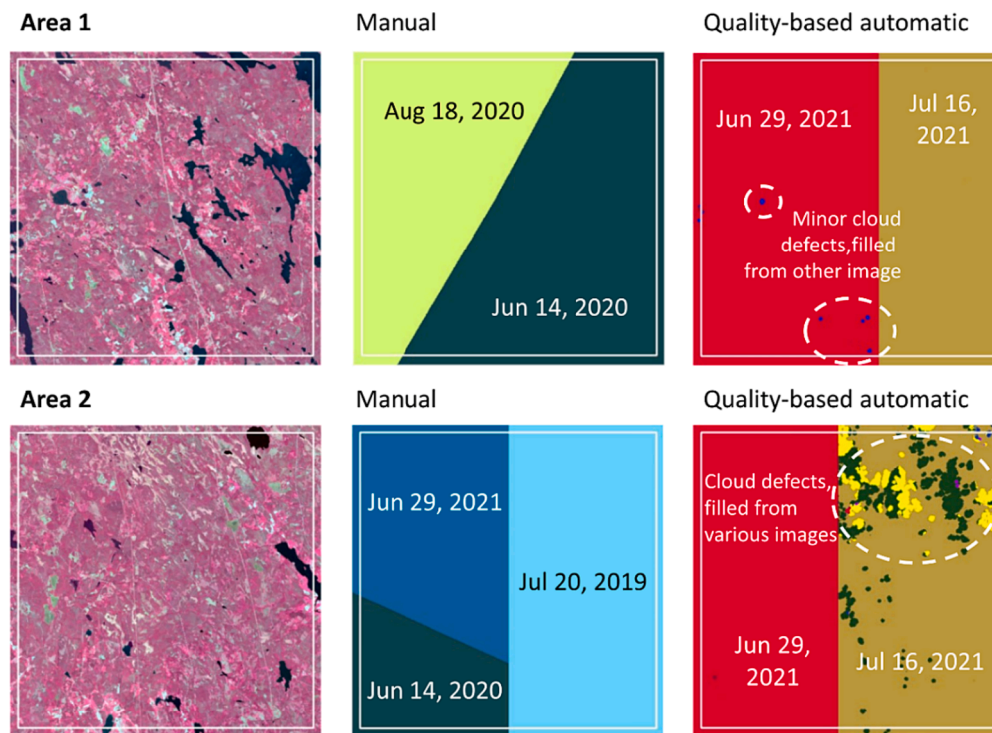 Area 1
Manual
Quality-based automatic
Aug 18, 2020
Jun 14, 2020
Jun 29, 2021
Jul 16,
2021
Minor cloud
defects,filled
from other image
Area 2
Manual
Quality-based automatic
Jun 29, 2021
Jun 14, 2020
Jul 20, 2019
Cloud defects,
filled from
various images
Jun 29,
2021
Jul 16, 2021